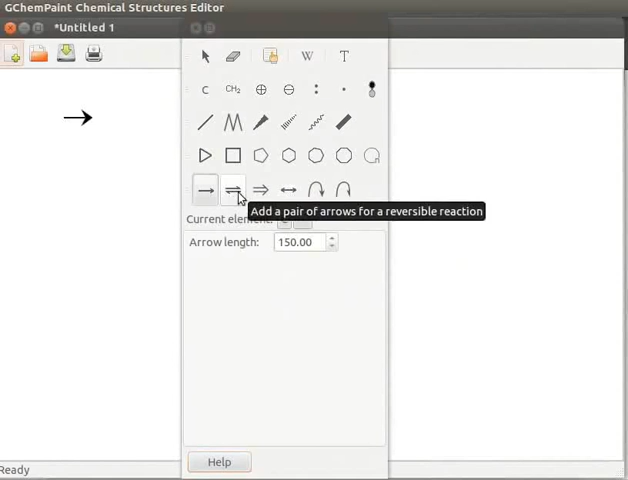 GChemPaint Chemical Structures Editor
*Untitled 1
W
T
C
CH2
Add a pair of arrows for a reversible reaction
Current element:
Arrow length: 150.00
Help
Ready